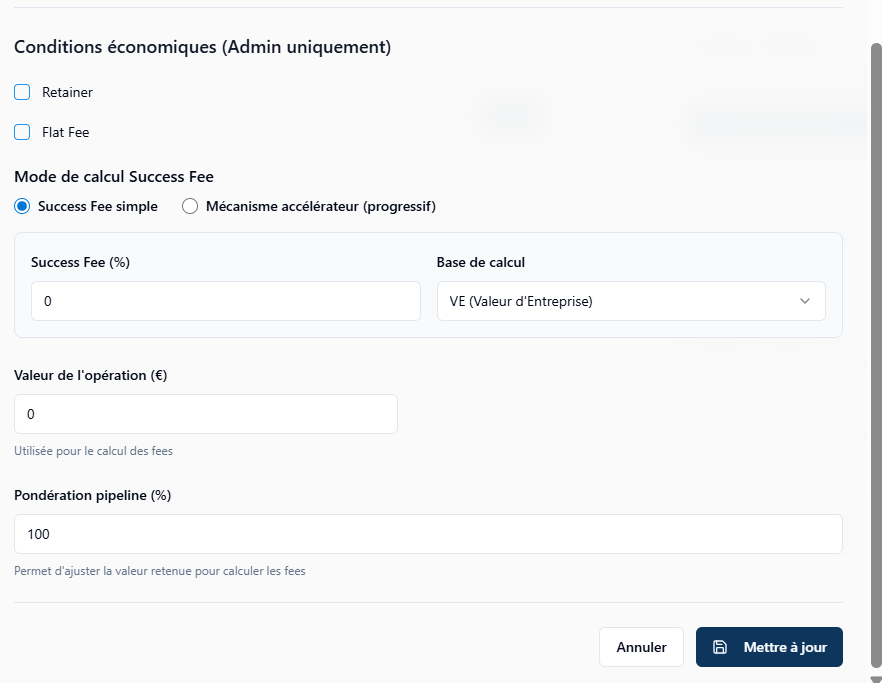 Conditions économiques (Admin uniquement)
Retainer
Flat Fee
Mode de calcul Success Fee
Success Fee simple
Mécanisme accélérateur (progressif)
Success Fee (%)
Base de calcul
0
VE (Valeur d'Entreprise)
Valeur de l'opération (€)
0
Utilisée pour le calcul des fees
Pondération pipeline (%)
100
Permet d'ajuster la valeur retenue pour calculer les fees
Annuler
Mettre à jour